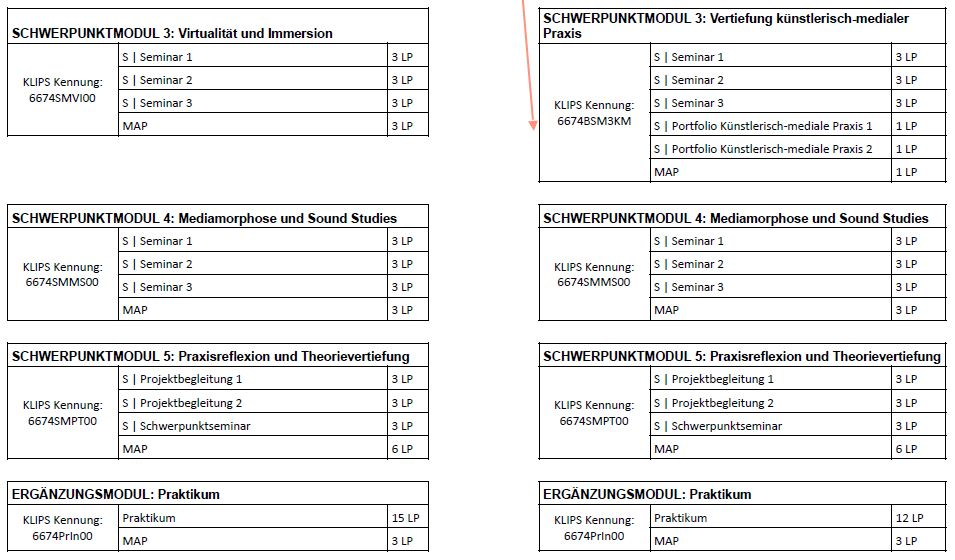 SCHWERPUNKTMODUL 3: Virtualität und Immersion
KLIPS Kennung:
6674SMVI00
S | Seminar 1 3 LP
S | Seminar 2 3 LP
S | Seminar 3 3 LP
MAP 3 LP
SCHWERPUNKTMODUL 3: Vertiefung künstlerisch-medialer
Praxis
KLIPS Kennung:
6674BSM3KM
S | Seminar 1 3 LP
S | Seminar 2 3 LP
S | Seminar 3 3 LP
S | Portfolio Künstlerisch-mediale Praxis 1 1 LP
S | Portfolio Künstlerisch-mediale Praxis 2 1 LP
MAP 1 LP
SCHWERPUNKTMODUL 4: Mediamorphose und Sound Studies
KLIPS Kennung:
6674SMMS00
S | Seminar 1 3 LP
S | Seminar 2 3 LP
S | Seminar 3 3 LP
MAP 3 LP
SCHWERPUNKTMODUL 4: Mediamorphose und Sound Studies
KLIPS Kennung:
6674SMMS00
S | Seminar 1 3 LP
S | Seminar 2 3 LP
S | Seminar 3 3 LP
MAP 3 LP
SCHWERPUNKTMODUL 5: Praxisreflexion und Theorievertiefung
KLIPS Kennung:
6674SMPT00
S | Projektbegleitung 1 3 LP
S | Projektbegleitung 2 3 LP
S | Schwerpunktseminar 3 LP
MAP 6 LP
SCHWERPUNKTMODUL 5: Praxisreflexion und Theorievertiefung
KLIPS Kennung:
6674SMPT00
S | Projektbegleitung 1 3 LP
S | Projektbegleitung 2 3 LP
S | Schwerpunktseminar 3 LP
MAP 6 LP
ERGÄNZUNGSMODUL: Praktikum
KLIPS Kennung:
6674PrIn00
Praktikum 15 LP
MAP 3 LP
ERGÄNZUNGSMODUL: Praktikum
KLIPS Kennung:
6674PrIn00
Praktikum 12 LP
MAP 3 LP